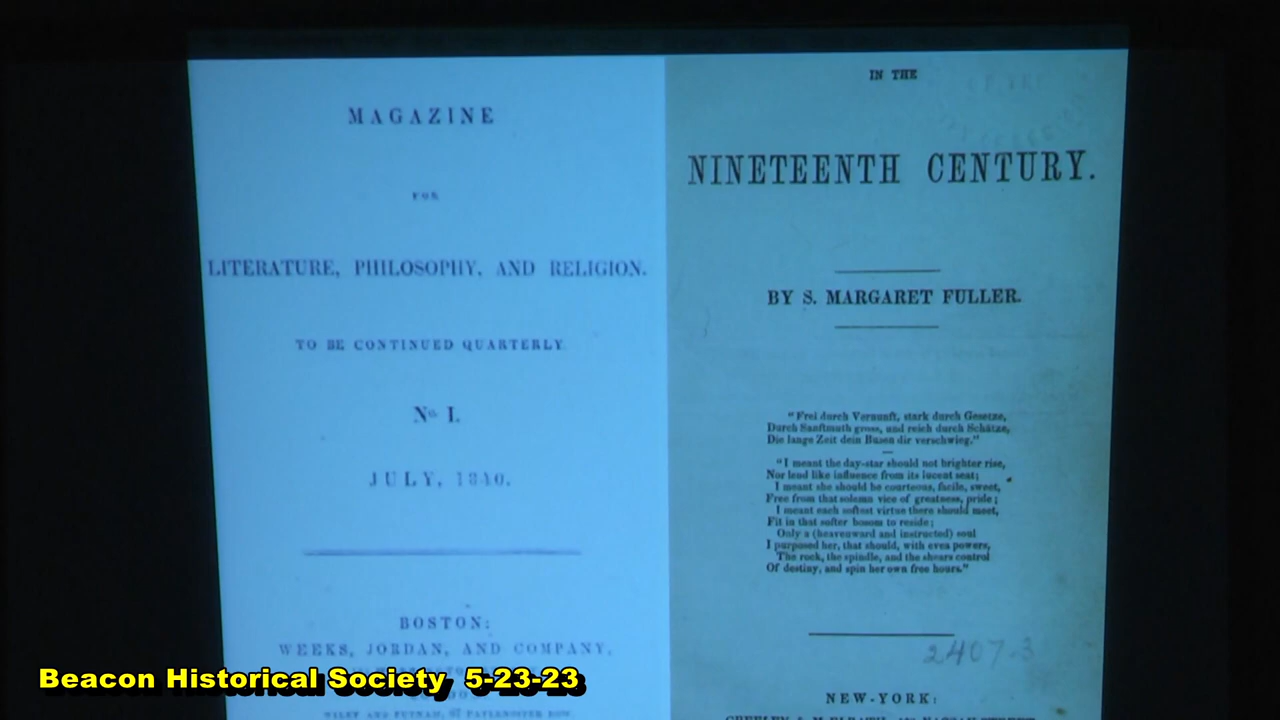 MAGAZINE
FOR
LITERATURE, PHILOSOPHY, AND RELIGION.
TO BE CONTINUED QUARTERLY.
No. I.
JULY, 1840.
BOSTON:
WEEKS, JORDAN, AND COMPANY,
WILEY AND PUTNAM, 67 PATERNOSTER ROW
IN THE
NINETEENTH CENTURY.
BY S. MARGARET FULLER.
"Frei durch Vernunft, stark durch Gesetze,
Durch Sanftmuth gross, und reich durch Schätze,
Die lange Zeit dein Busen dir verschwieg."
"I meant the day-star should not brighter rise,
Nor lend like influence from its lucent seat;
I meant she should be courteous, facile, sweet,
Free from that solemn vice of greatness, pride;
I meant each softest virtue there should meet,
Fit in that softer bosom to reside;
Only a (heavenward and instructed) soul
I purposed her, that should, with even powers,
The rock, the spindle, and the shears control
Of destiny, and spin her own free hours."
2407.3
NEW-YORK:
Beacon Historical Society 5-23-23